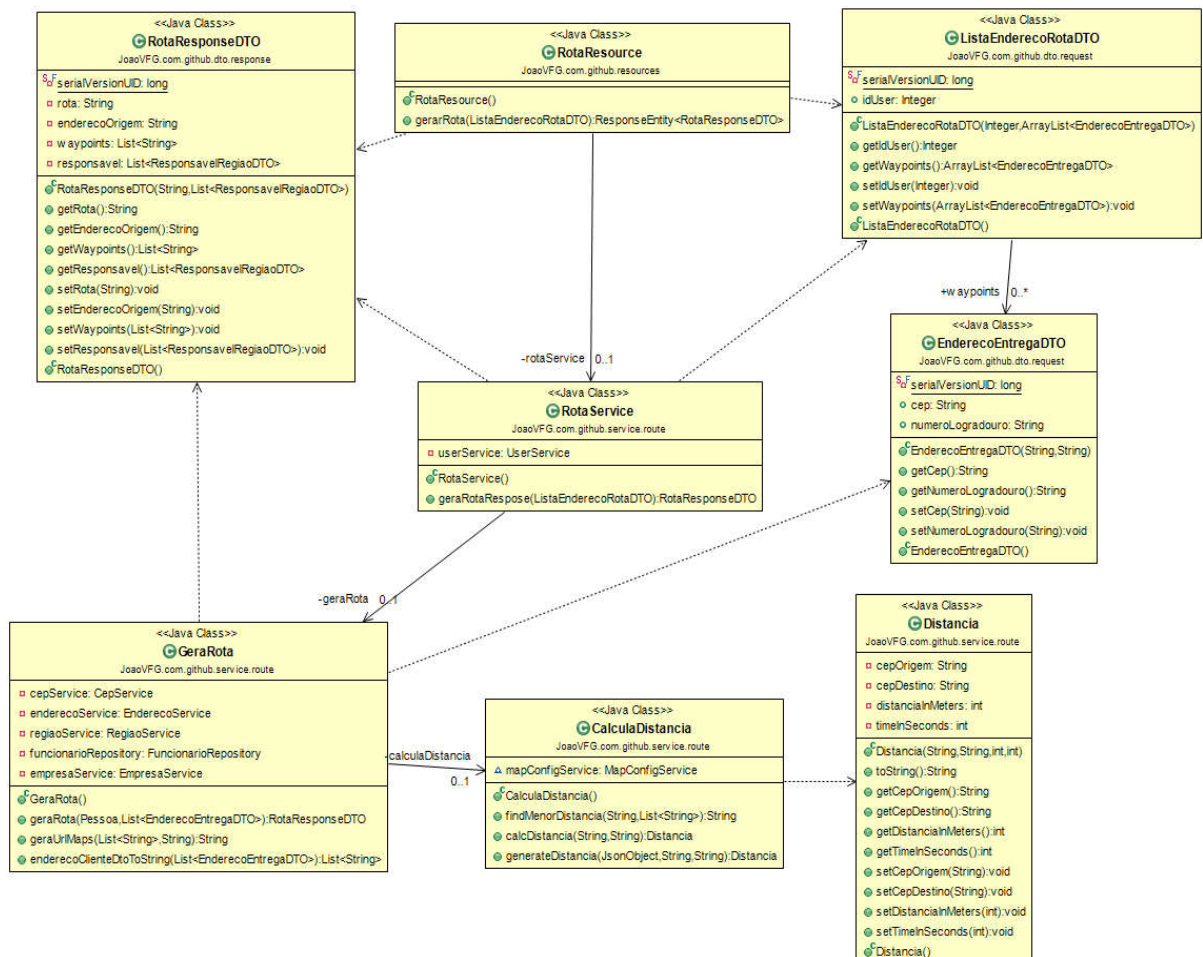 <<Java Class>>
RotaResponseDTO
JoaoVFG.com.github.dto.response
serialVersionUID: long
rota: String
enderecoOrigem: String
waypoints: List<String>
responsavel: List<ResponsavelRegiaoDTO>
RotaResponseDTO(String,List<ResponsavelRegiaoDTO>)
getRota():String
getEnderecoOrigem():String
getWaypoints():List<String>
getResponsavel():List<ResponsavelRegiaoDTO>
setRota(String):void
setEnderecoOrigem(String):void
setWaypoints(List<String>):void
setResponsavel(List<ResponsavelRegiaoDTO>):void
RotaResponseDTO()
<<Java Class>>
RotaResource
JoaoVFG.com.github.resources
RotaResource()
gerarRota(ListaEnderecoRotaDTO):ResponseEntity<RotaResponseDTO>
<<Java Class>>
ListaEnderecoRotaDTO
JoaoVFG.com.github.dto.request
serialVersionUID: long
idUser: Integer
ListaEnderecoRotaDTO(Integer,ArrayList<EnderecoEntregaDTO>)
getIdUser():Integer
getWaypoints():ArrayList<EnderecoEntregaDTO>
setIdUser(Integer):void
setWaypoints(ArrayList<EnderecoEntregaDTO>):void
ListaEnderecoRotaDTO()
+waypoints 0..*
<<Java Class>>
EnderecoEntregaDTO
JoaoVFG.com.github.dto.request
serialVersionUID: long
cep: String
numeroLogradouro: String
EnderecoEntregaDTO(String,String)
getCep():String
getNumeroLogradouro():String
setCep(String):void
setNumeroLogradouro(String):void
EnderecoEntregaDTO()
-rotaService 0..1
<<Java Class>>
RotaService
JoaoVFG.com.github.service.route
userService: UserService
RotaService()
geraRotaRespose(ListaEnderecoRotaDTO):RotaResponseDTO
-geraRota 0..1
<<Java Class>>
GeraRota
JoaoVFG.com.github.service.route
cepService: CepService
enderecoService: EnderecoService
regiaoService: RegiaoService
funcionarioRepository: FuncionarioRepository
empresaService: EmpresaService
GeraRota()
geraRota(Pessoa,List<EnderecoEntregaDTO>):RotaResponseDTO
geraUrlMaps(List<String>,String):String
enderecoClienteDtoToString(List<EnderecoEntregaDTO>):List<String>
-calculaDistancia
0..1
<<Java Class>>
CalculaDistancia
JoaoVFG.com.github.service.route
mapConfigService: MapConfigService
CalculaDistancia()
findMenorDistancia(String,List<String>):String
calcDistancia(String,String):Distancia
generateDistancia(JsonObject,String,String):Distancia
<<Java Class>>
Distancia
JoaoVFG.com.github.service.route
cepOrigem: String
cepDestino: String
distanciaInMeters: int
timeInSeconds: int
Distancia(String,String,int,int)
toString():String
getCepOrigem():String
getCepDestino():String
getDistanciaInMeters():int
getTimeInSeconds():int
setCepOrigem(String):void
setCepDestino(String):void
setDistanciaInMeters(int):void
setTimeInSeconds(int):void
Distancia()